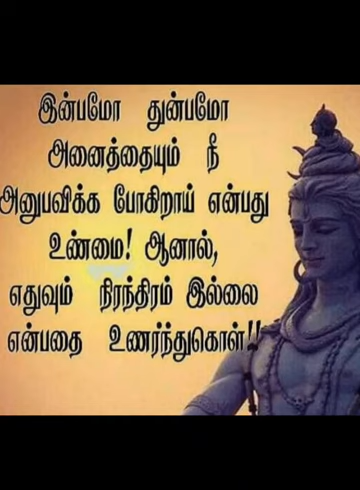 இன்பமோ துன்பமோ
அனைத்தையும் நீ
அனுபவிக்க போகிறாய் என்பது
உண்மை! ஆனால்,
எதுவும் நிரந்திரம் இல்லை
என்பதை உணர்ந்துகொள்!!